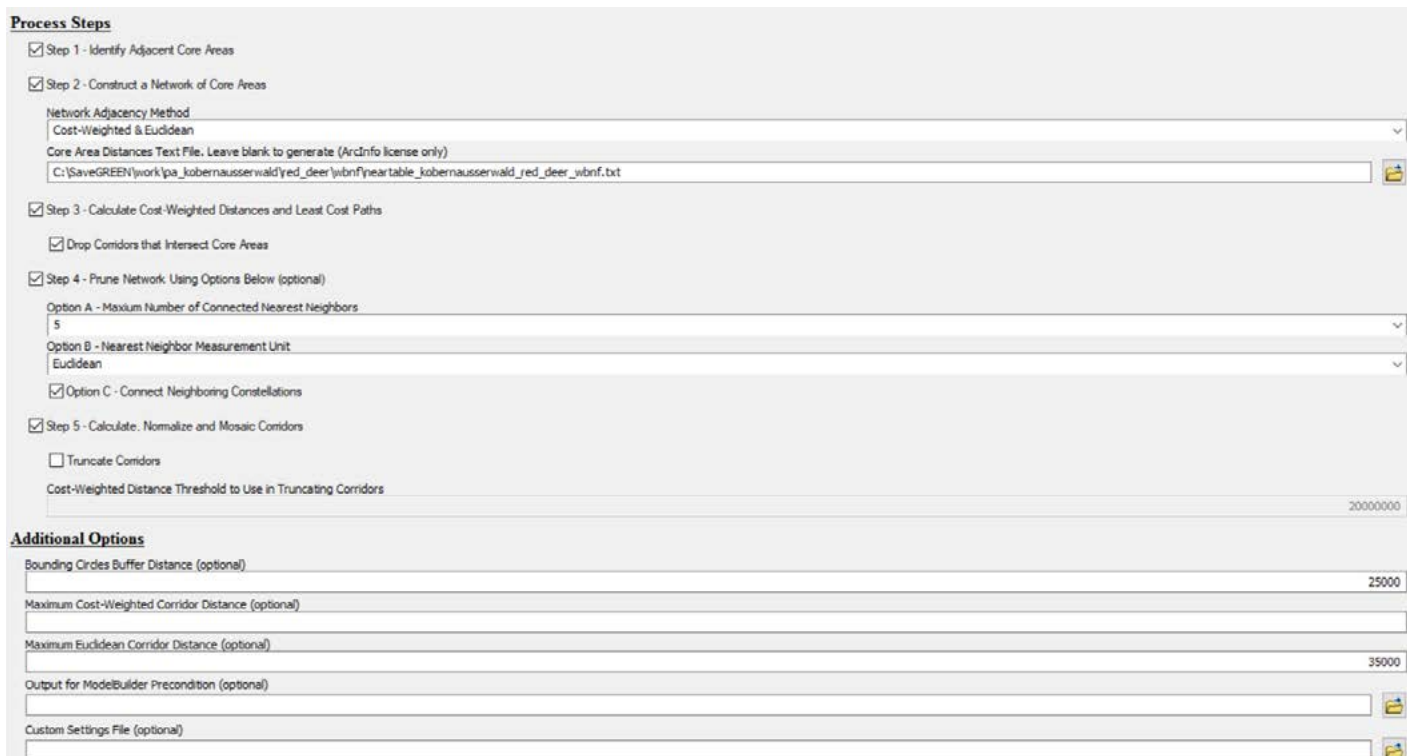 Process Steps
Step 1 - Identify Adjacent Core Areas
Step 2 - Construct a Network of Core Areas
Network Adjacency Method
Cost-Weighted & Euclidean
Core Area Distances Text File. Leave blank to generate (ArcInfo license only)
C:\SaveGREEN\work\pa_kobernausserwald\red_deer\wbnf\neartable_kobernausserwald_red_deer_wbnf.txt
Step 3 - Calculate Cost-Weighted Distances and Least Cost Paths
Drop Corridors that Intersect Core Areas
Step 4 - Prune Network Using Options Below (optional)
Option A - Maxium Number of Connected Nearest Neighbors
5
Option B - Nearest Neighbor Measurement Unit
Euclidean
Option C - Connect Neighboring Constellations
Step 5 - Calculate. Normalize and Mosaic Corridors
Truncate Corridors
Cost-Weighted Distance Threshold to Use in Truncating Corridors
20000000
Additional Options
Bounding Circles Buffer Distance (optional)
25000
Maximum Cost-Weighted Corridor Distance (optional)
Maximum Euclidean Corridor Distance (optional)
35000
Output for ModelBuilder Precondition (optional)
Custom Settings File (optional)